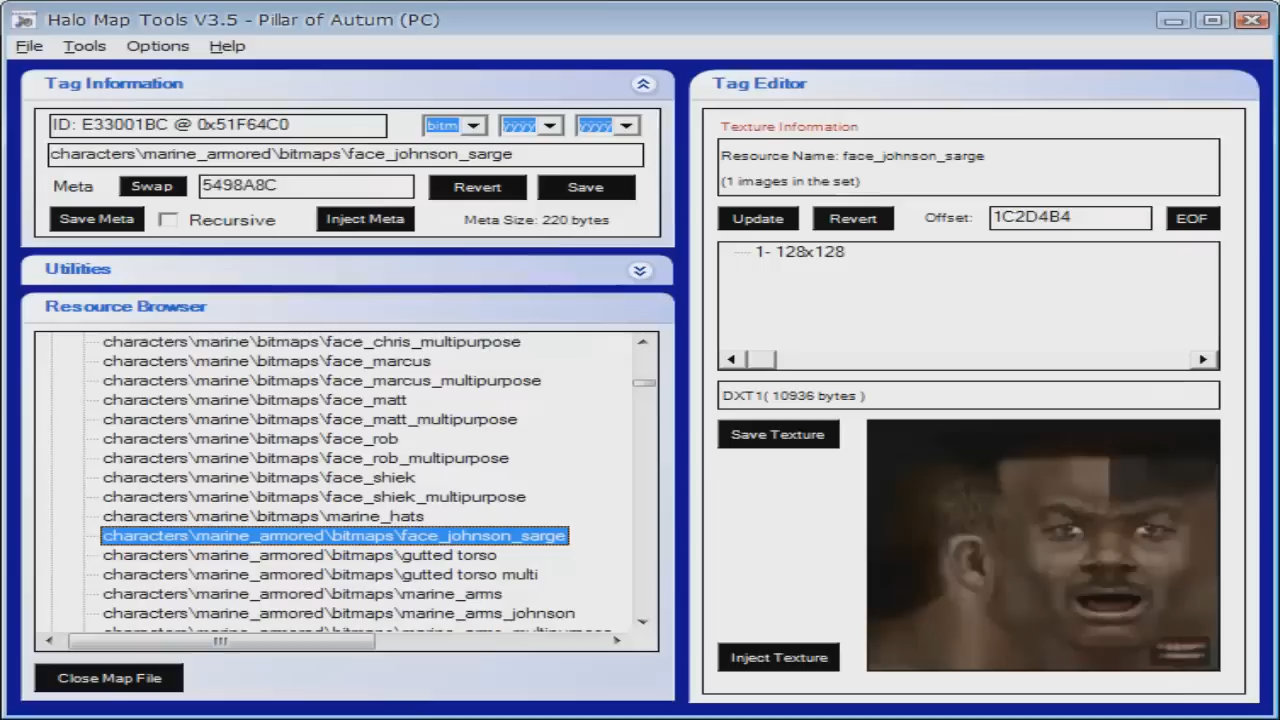 Halo Map Tools V3.5 - Pillar of Autum (PC)
File Tools Options Help
Tag Information
ID: E33001BC @ 0x51F64C0
bitm
characters\marine_armored\bitmaps\face_johnson_sarge
Meta Swap 5498A8C Revert Save
Save Meta Recursive Inject Meta Meta Size: 220 bytes
Utilities
Resource Browser
characters\marine\bitmaps\face_chris_multipurpose
characters\marine\bitmaps\face_marcus
characters\marine\bitmaps\face_marcus_multipurpose
characters\marine\bitmaps\face_matt
characters\marine\bitmaps\face_matt_multipurpose
characters\marine\bitmaps\face_rob
characters\marine\bitmaps\face_rob_multipurpose
characters\marine\bitmaps\face_shiek
characters\marine\bitmaps\face_shiek_multipurpose
characters\marine\bitmaps\marine_hats
characters\marine_armored\bitmaps\face_johnson_sarge
characters\marine_armored\bitmaps\gutted torso
characters\marine_armored\bitmaps\gutted torso multi
characters\marine_armored\bitmaps\marine_arms
characters\marine_armored\bitmaps\marine_arms_johnson
characters\marine_armored\bitmaps\marine_arms_multipurpose
Close Map File
Tag Editor
Texture Information
Resource Name: face_johnson_sarge
(1 images in the set)
Update Revert Offset: 1C2D4B4 EOF
1- 128x128
DXT1( 10936 bytes )
Save Texture
Inject Texture